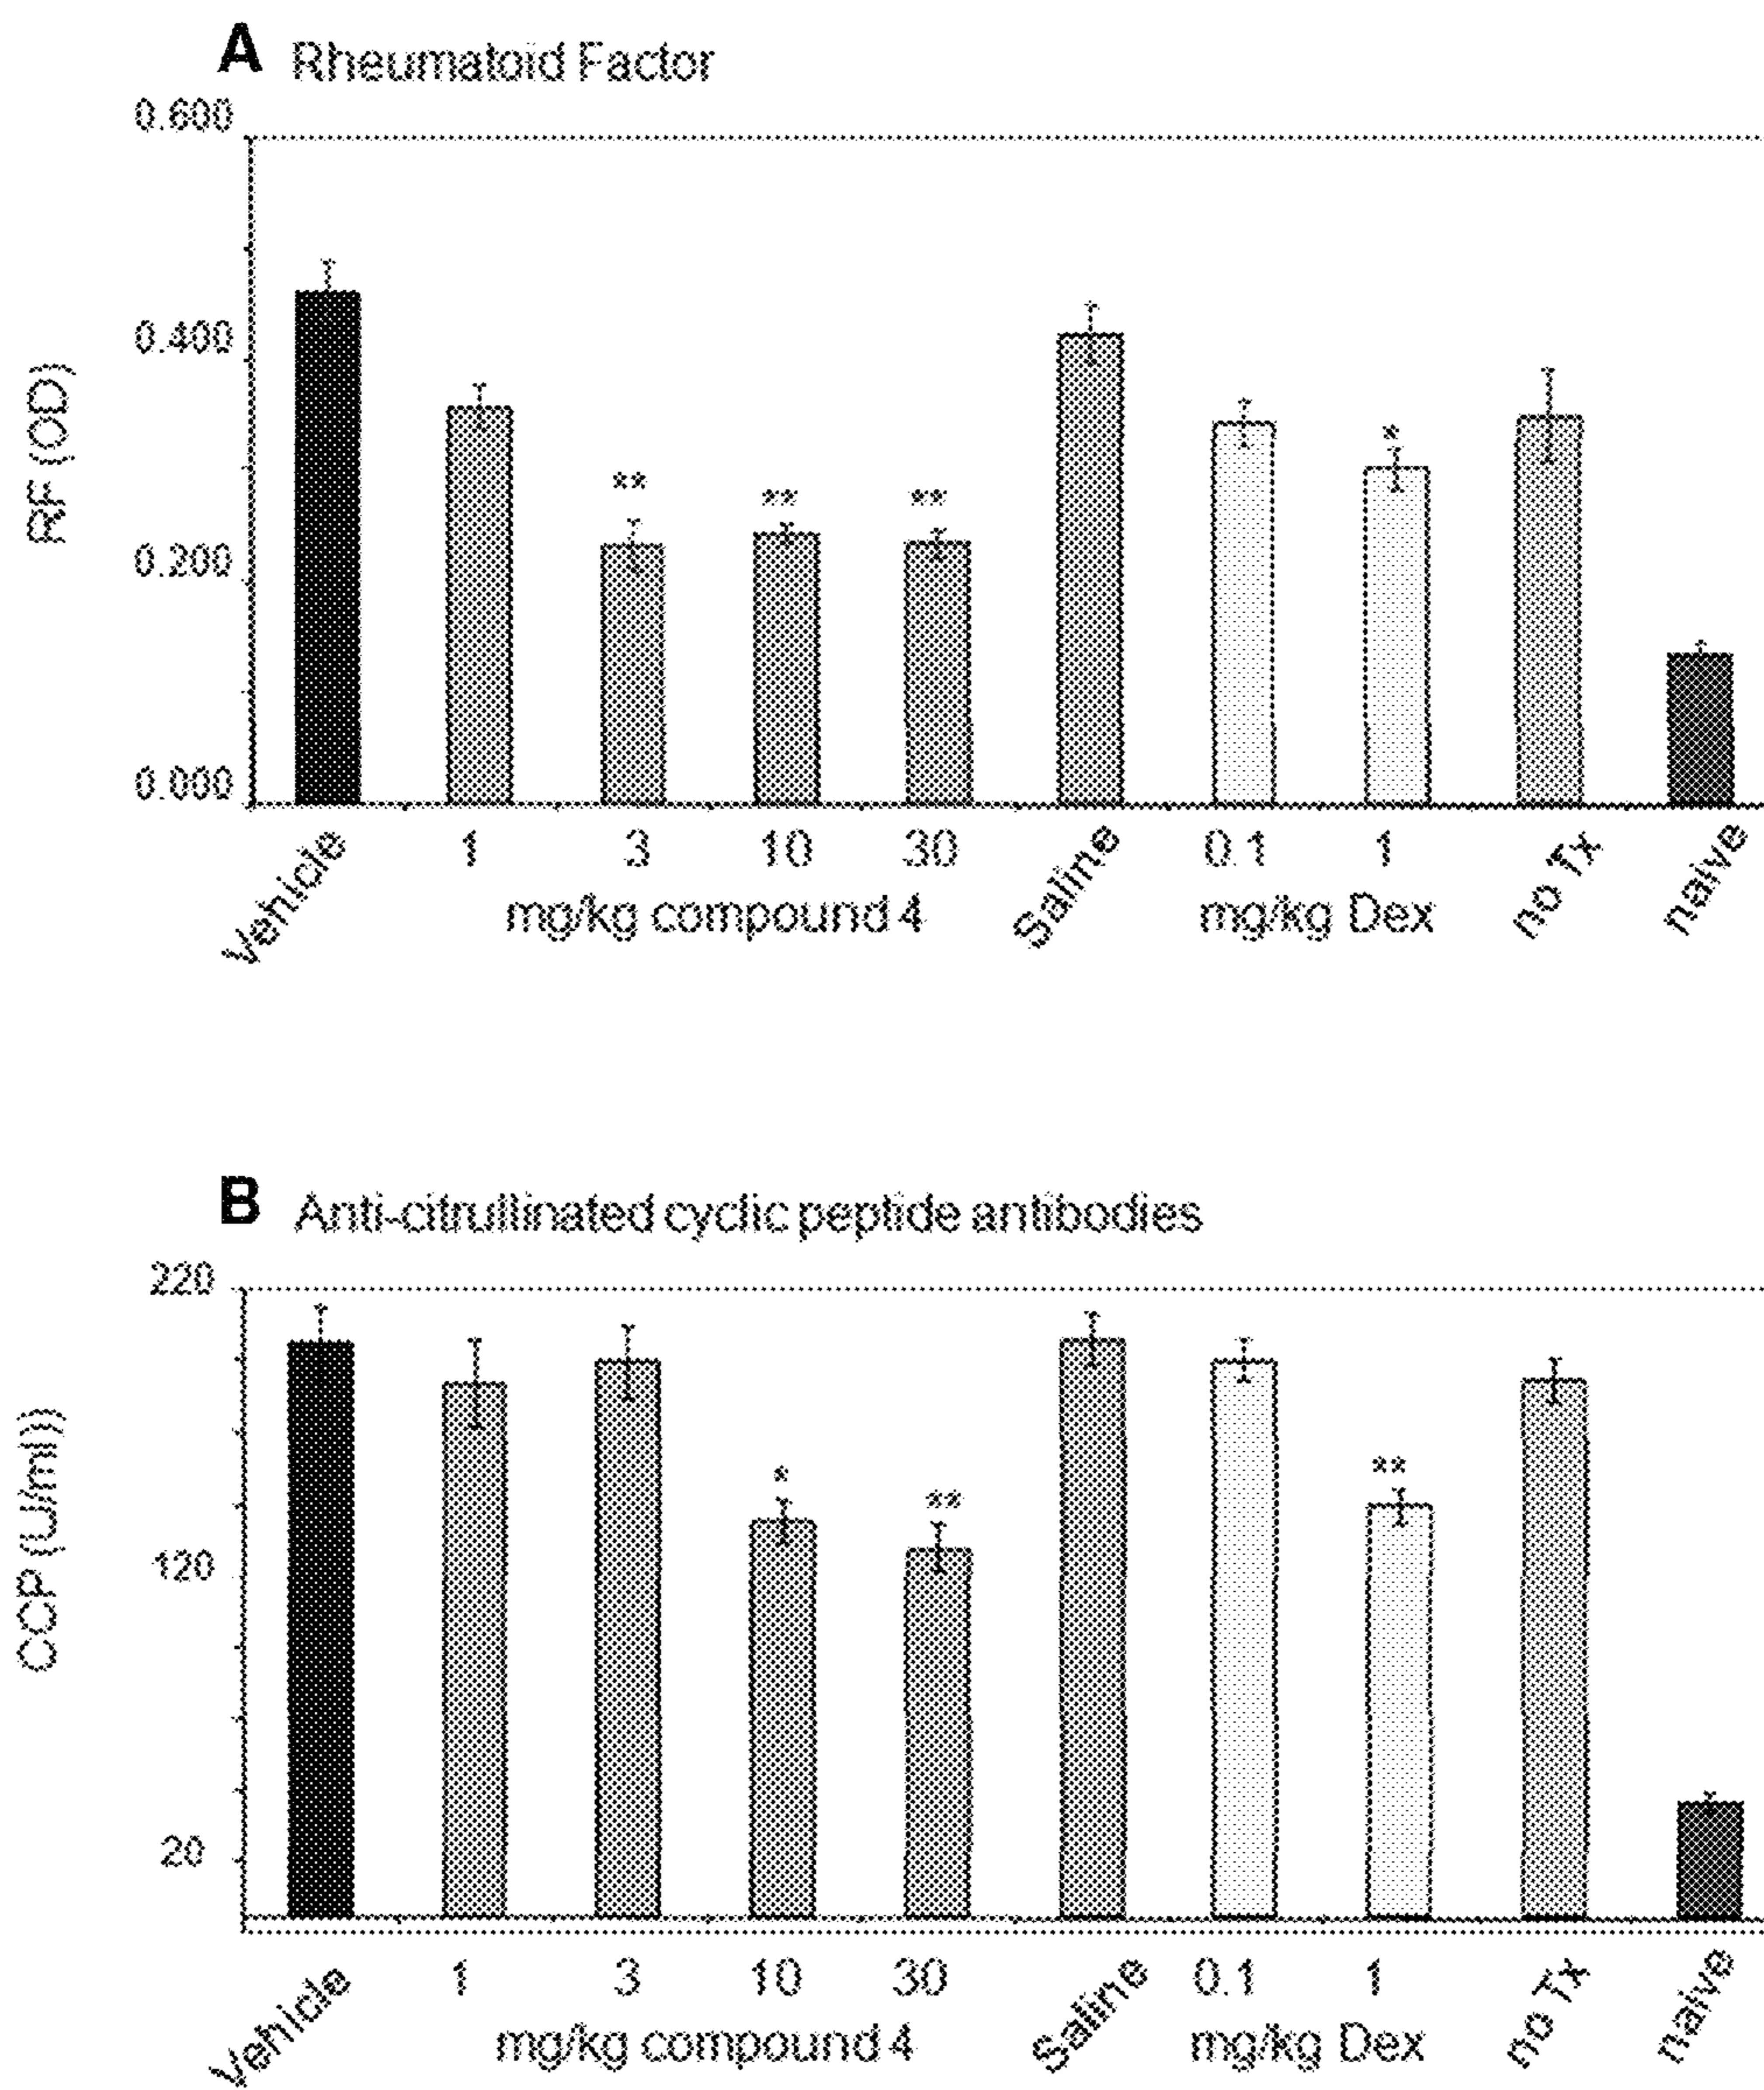 A Rheumatoid Factor
0.600
0.400
0.200
0.000
RF (OD)
**
**
**
*
Vehicle 1 3 10 30 Saline 0.1 1 no Tx naive
mg/kg compound 4 mg/kg Dex
B Anti-citrullinated cyclic peptide antibodies
220
120
20
CCP (U/ml))
*
**
**
Vehicle 1 3 10 30 Saline 0.1 1 no Tx naive
mg/kg compound 4 mg/kg Dex